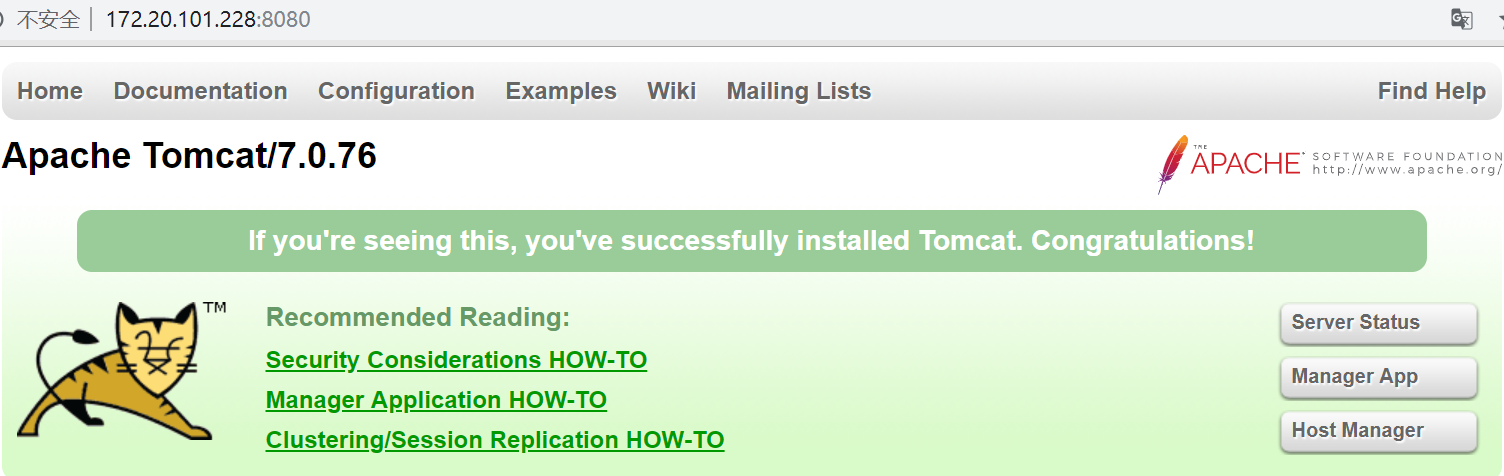 不安全 172.20.101.228:8080
Home Documentation Configuration Examples Wiki Mailing Lists Find Help
Apache Tomcat/7.0.76
THE
APACHE SOFTWARE FOUNDATION
http://www.apache.org/
If you're seeing this, you've successfully installed Tomcat. Congratulations!
TM
Recommended Reading:
Security Considerations HOW-TO
Manager Application HOW-TO
Clustering/Session Replication HOW-TO
Server Status
Manager App
Host Manager